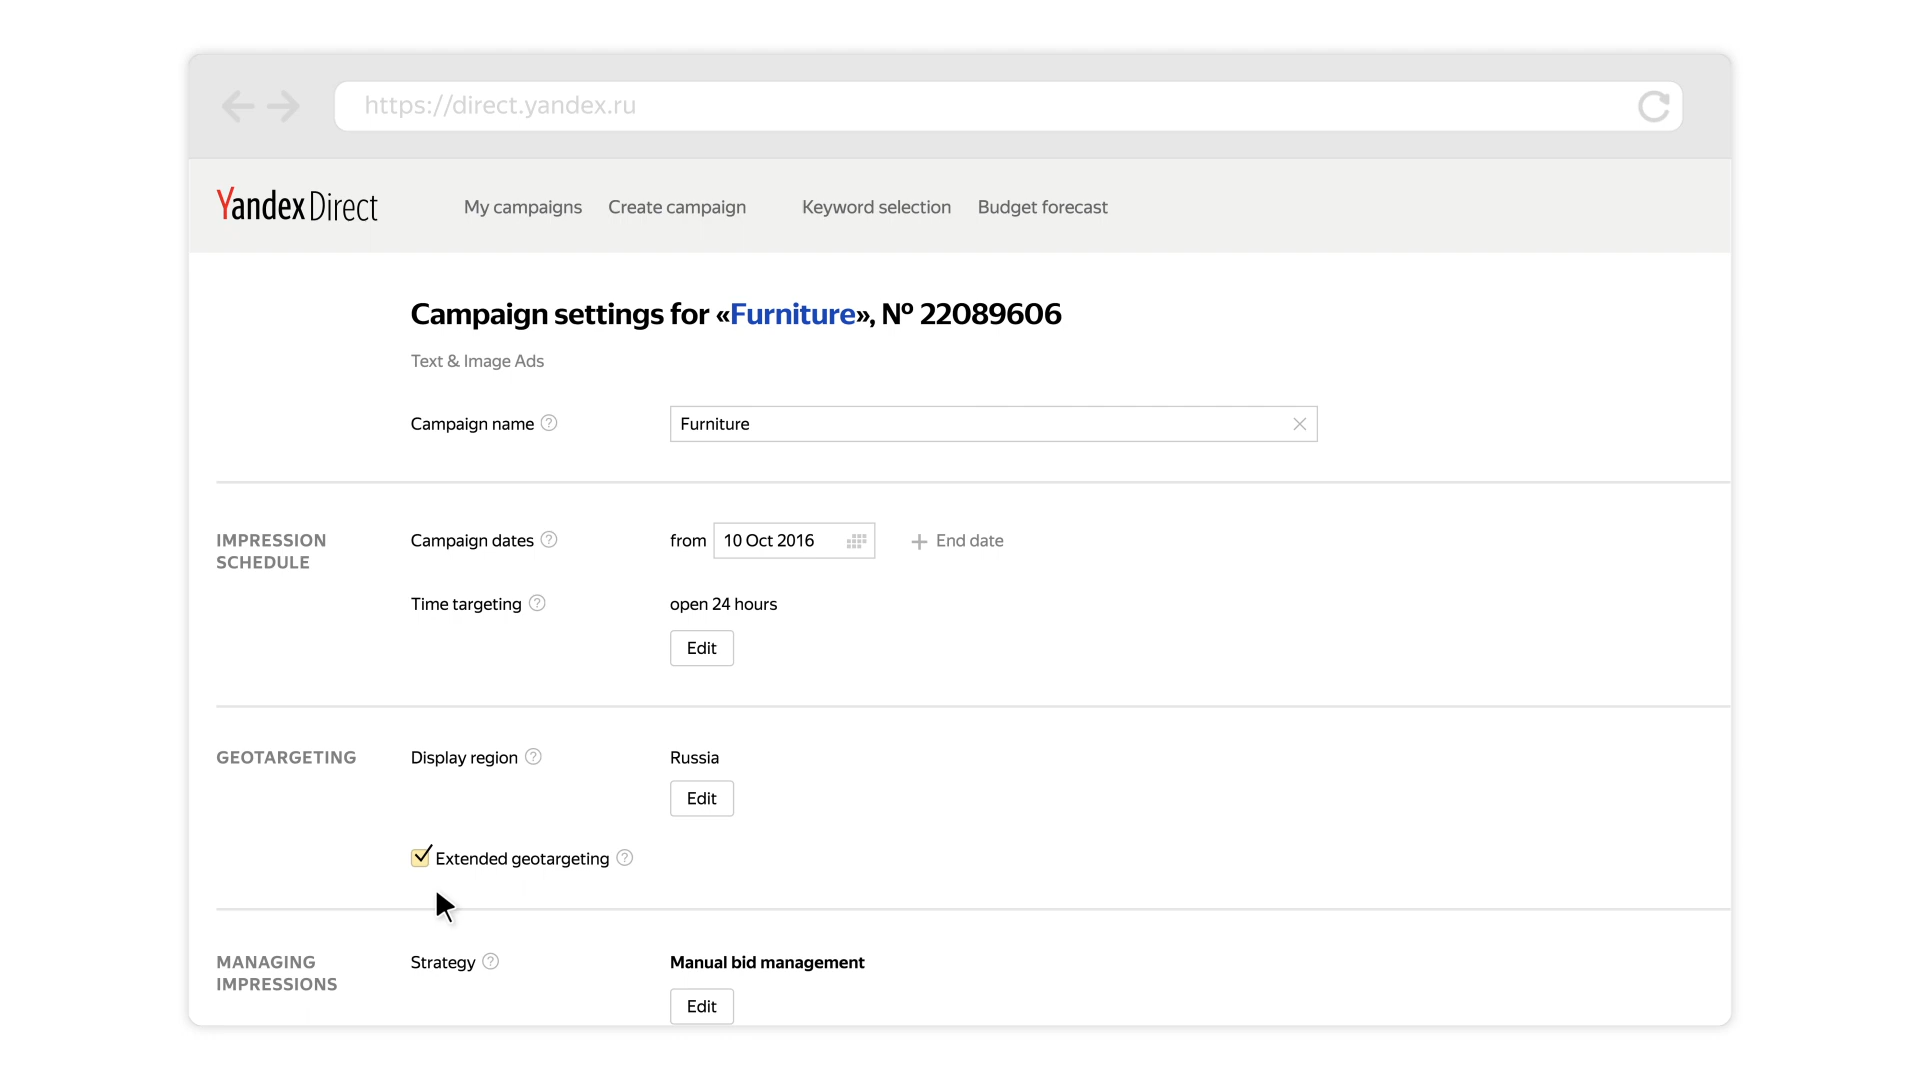 https://direct.yandex.ru
Yandex Direct
My campaigns Create campaign Keyword selection Budget forecast
Campaign settings for «Furniture», Nº 22089606
Text & Image Ads
Campaign name ?
Furniture
IMPRESSION
SCHEDULE
Campaign dates ?
from 10 Oct 2016 + End date
Time targeting ?
open 24 hours
Edit
GEOTARGETING
Display region ?
Russia
Edit
Extended geotargeting ?
MANAGING
IMPRESSIONS
Strategy ?
Manual bid management
Edit